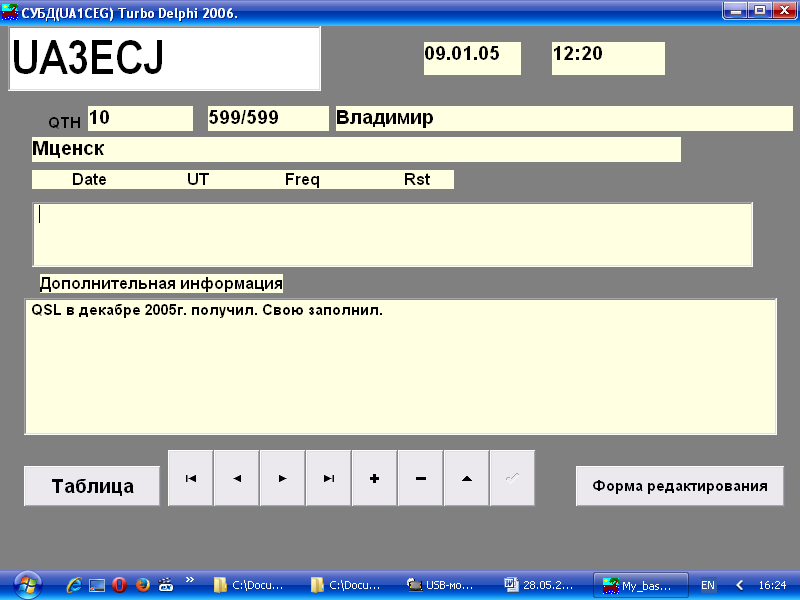 СУБД(UA1CEG) Turbo Delphi 2006.
UA3ECJ
09.01.05 12:20
QTH 10 599/599 Владимир
Мценск
Date UT Freq Rst
Дополнительная информация
QSL в декабре 2005г. получил. Свою заполнил.
Таблица Форма редактирования
C:\Docu... C:\Docu... USB-мо... 28.05.2... My_bas... EN 16:24